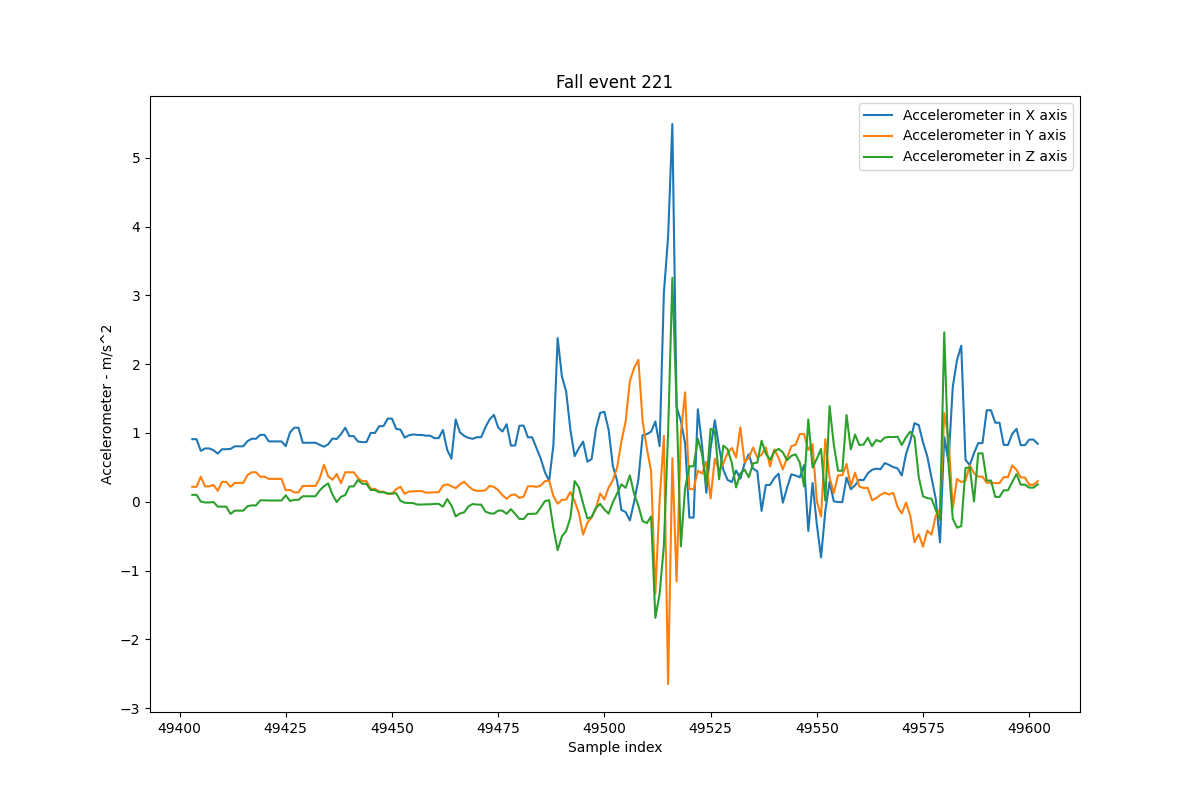 Fall event 221
Accelerometer in X axis
Accelerometer in Y axis
Accelerometer in Z axis
Accelerometer - m/s^2
5
4
3
2
1
0
−1
−2
−3
49400 49425 49450 49475 49500 49525 49550 49575 49600
Sample index